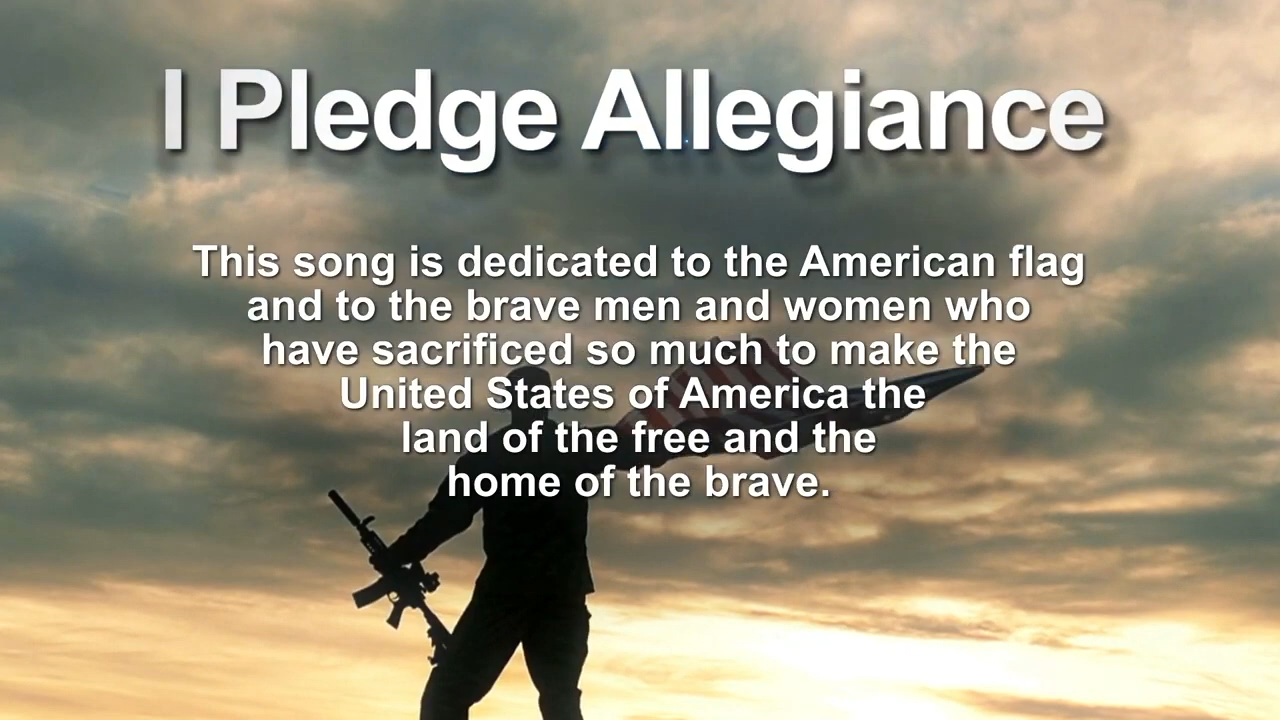 I Pledge Allegiance
This song is dedicated to the American flag
and to the brave men and women who
have sacrificed so much to make the
United States of America the
land of the free and the
home of the brave.